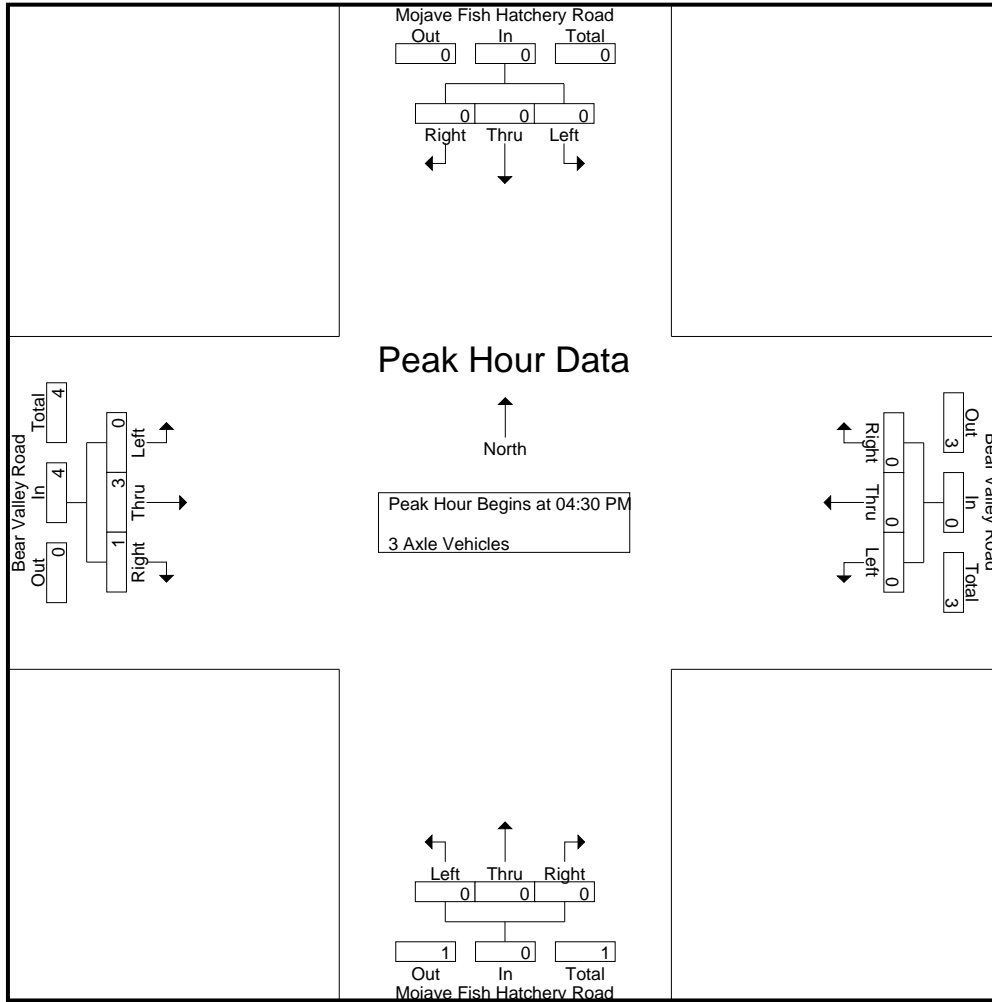 Mojave Fish Hatchery Road
Out In Total
0 0 0
0 0 0
Right Thru Left
Peak Hour Data
North
Peak Hour Begins at 04:30 PM
3 Axle Vehicles
Bear Valley Road
Out In Total
0 4 4
Right Thru Left
1 3 0
Bear Valley Road
Out In Total
3 0 3
Right Thru Left
0 0 0
Left Thru Right
0 0 0
1 0 1
Out In Total
Mojave Fish Hatchery Road